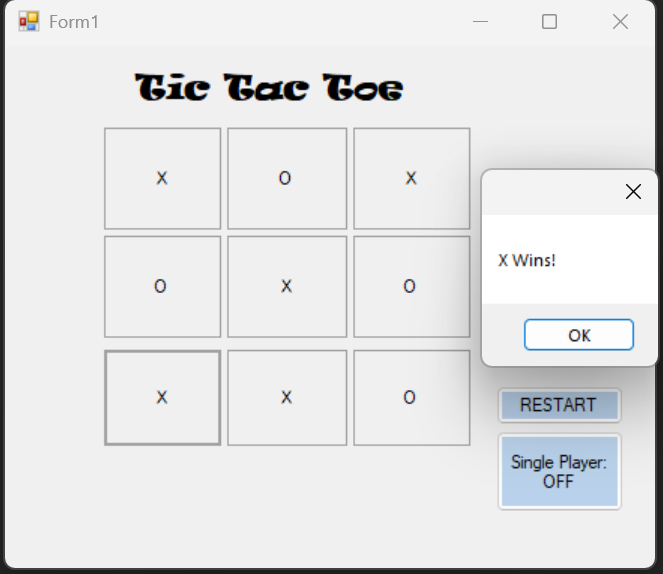 Form1
Tic Tac Toe
X O X
O X O
X X O
X Wins!
OK
RESTART
Single Player:
OFF